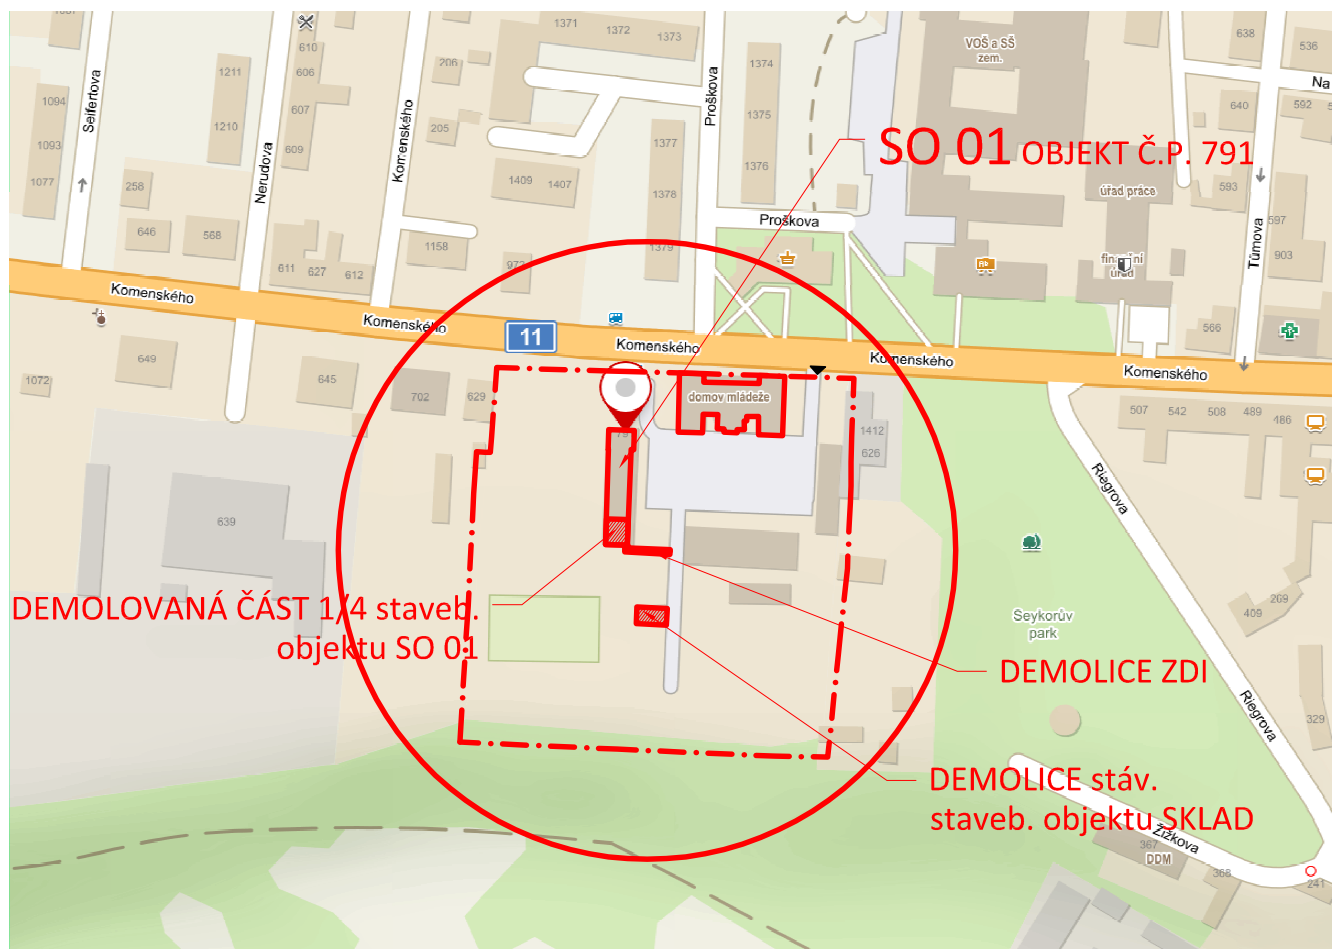 1371
1372
1373
610
606
607
609
206
205
1211
1210
1094
1093
1077
Seifertova
Nerudova
Komenského
Proškova
1374
1375
1376
1377
1378
1379
1409
1407
VOŠ a SŠ
zem.
638
536
Na
640
592
593
597
903
Tůmova
SO 01 OBJEKT Č.P. 791
úřad práce
Proškova
258
646
568
1158
611
627
612
Komenského
Komenského
11
Komenského
Komenského
Komenského
566
649
1072
645
702
629
domov mládeže
1412
626
507
542
508
489
486
639
Riegrova
DEMOLOVANÁ ČÁST 1/4 staveb.
objektu SO 01
Seykorův
park
409
269
DEMOLICE ZDI
Riegrova
329
DEMOLICE stáv.
staveb. objektu SKLAD
Žižkova
367
DDM
368
241